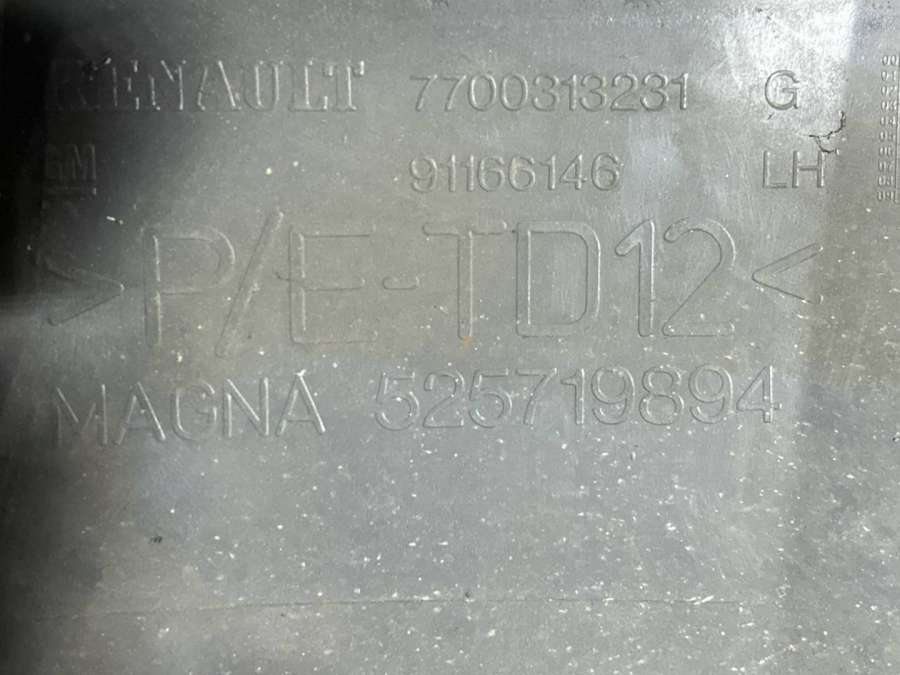 RENAULT 7700313231 G
GM 91166146 LH
>P/E-TD12<
MAGNA 525719894